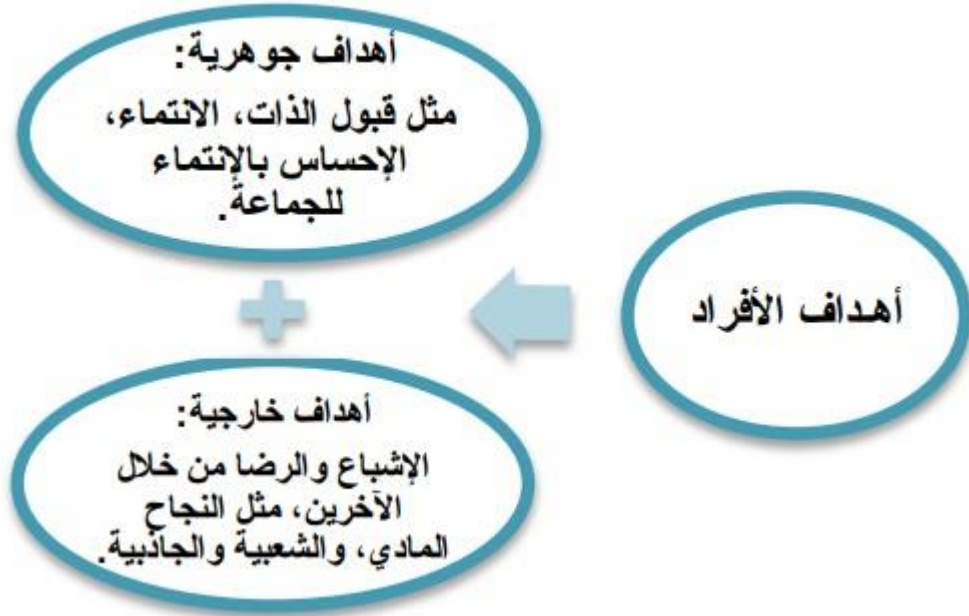 أهداف الأفراد
أهداف جوهرية:
مثل قبول الذات، الانتماء،
الإحساس بالإنتماء
للجماعة.
أهداف خارجية:
الإشباع والرضا من خلال
الآخرين، مثل النجاح
المادي، والشعبية والجاذبية.